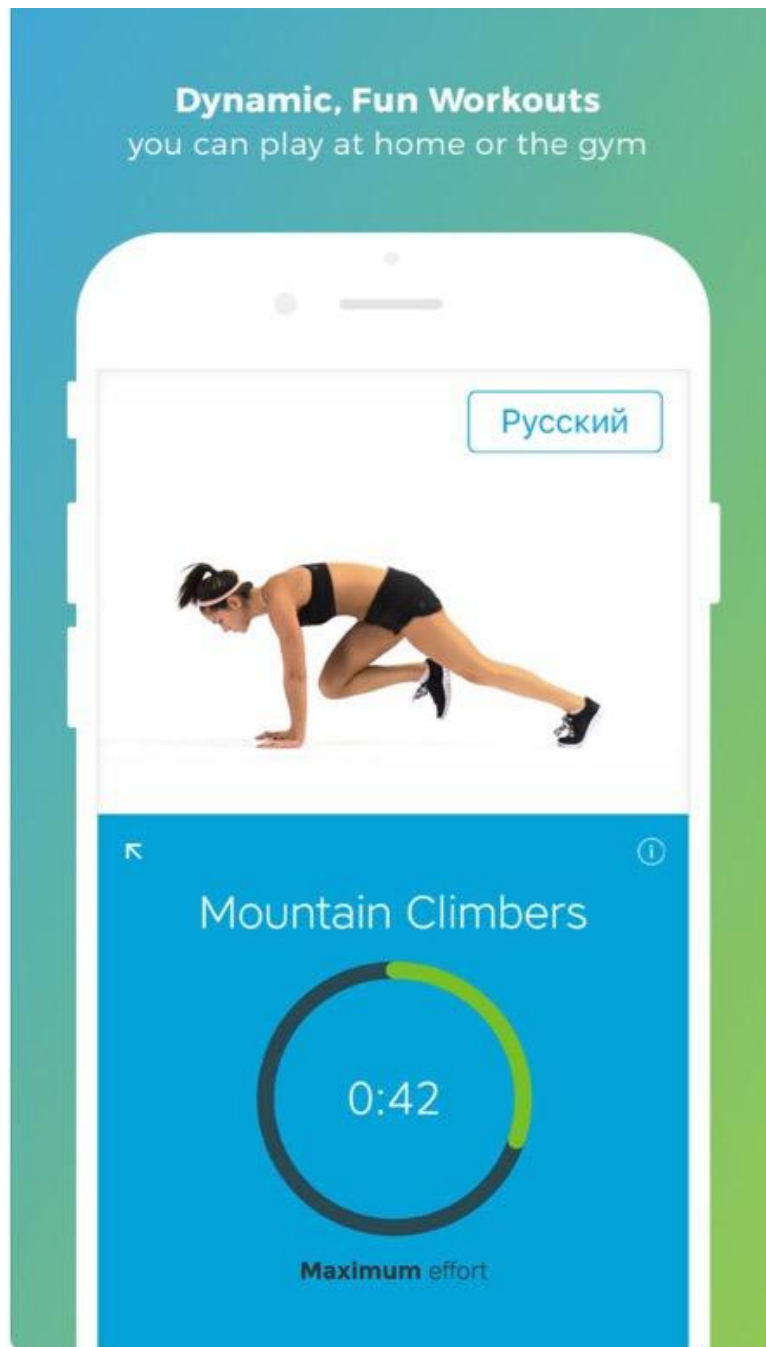 Dynamic, Fun Workouts
you can play at home or the gym
Русский
Mountain Climbers
0:42
Maximum effort